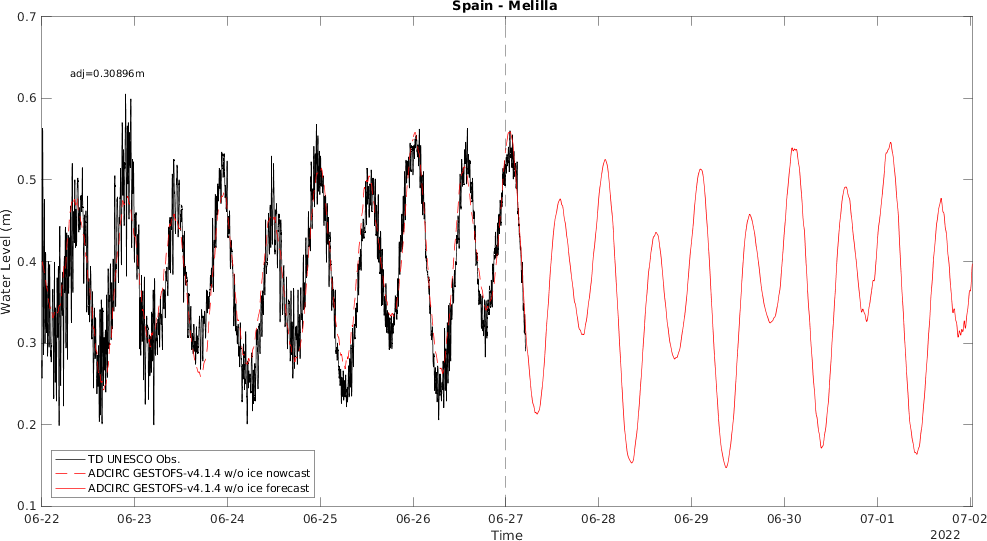 Spain - Melilla
adj=0.30896m
Water Level (m)
0.7
0.6
0.5
0.4
0.3
0.2
0.1
TD UNESCO Obs.
ADCIRC GESTOFS-v4.1.4 w/o ice nowcast
ADCIRC GESTOFS-v4.1.4 w/o ice forecast
06-22 06-23 06-24 06-25 06-26 06-27 06-28 06-29 06-30 07-01 07-02
Time
2022